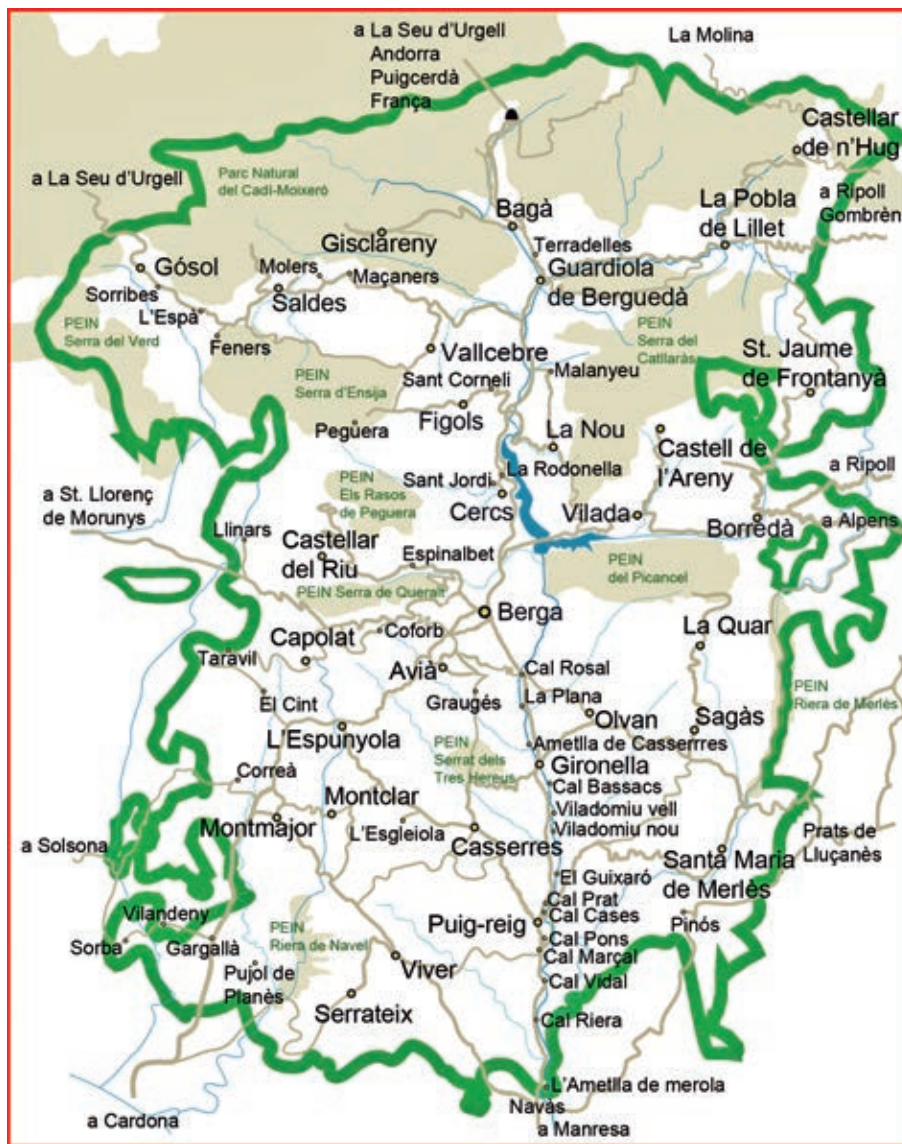 a La Seu d'Urgell
Andorra
Puigcerdà
França
La Molina
Castellar
de n'Hug
a La Seu d'Urgell
Parc Natural
del Cadí-Moixeró
Bagà
La Pobla
de Lillet
a Ripoll
Gombrèn
Gisclareny
Terradelles
Gósol
Molers
Maçaners
Guardiola
de Berguedà
Sorribes
Saldes
L'Espà
PEIN
Serra del Verd
Feners
Vallcebre
PEIN
Serra del
Catllaràs
St. Jaume
de Frontanyà
PEIN
Serra d'Ensija
Sant Corneli
Malanyeu
Figols
Peguera
La Nou
Castell de
l'Areny
La Rodonella
a Ripoll
Sant Jordi
PEIN
Els Rasos
de Peguera
a St. Llorenç
de Morunys
Cercs
Vilada
Borredà
a Alpens
Llinars
Castellar
del Riu
Espinalbet
PEIN
del Picancel
PEIN Serra de Queralt
Berga
Capolat
Coforb
La Quar
Taravil
Avià
Cal Rosal
El Cint
Graugés
La Plana
PEIN
Riera de Merlès
Olvan
Sagàs
L'Espunyola
PEIN
Serrat dels
Tres Hereus
Ametlla de Casserrres
Gironella
Correà
Cal Bassacs
Montclar
Viladomiu vell
Montmajor
L'Esgleiola
Viladomiu nou
Casserres
Prats de
Lluçanès
a Solsona
Santa Maria
de Merlès
El Guixaró
Cal Prat
Vilandeny
Cal Cases
Puig-reig
Pinós
PEIN
Riera de Navel
Sorba
Gargallà
Cal Pons
Cal Marçal
Viver
Pujol de
Planès
Cal Vidal
Serrateix
Cal Riera
L'Ametlla de merola
Navàs
a Cardona
a Manresa